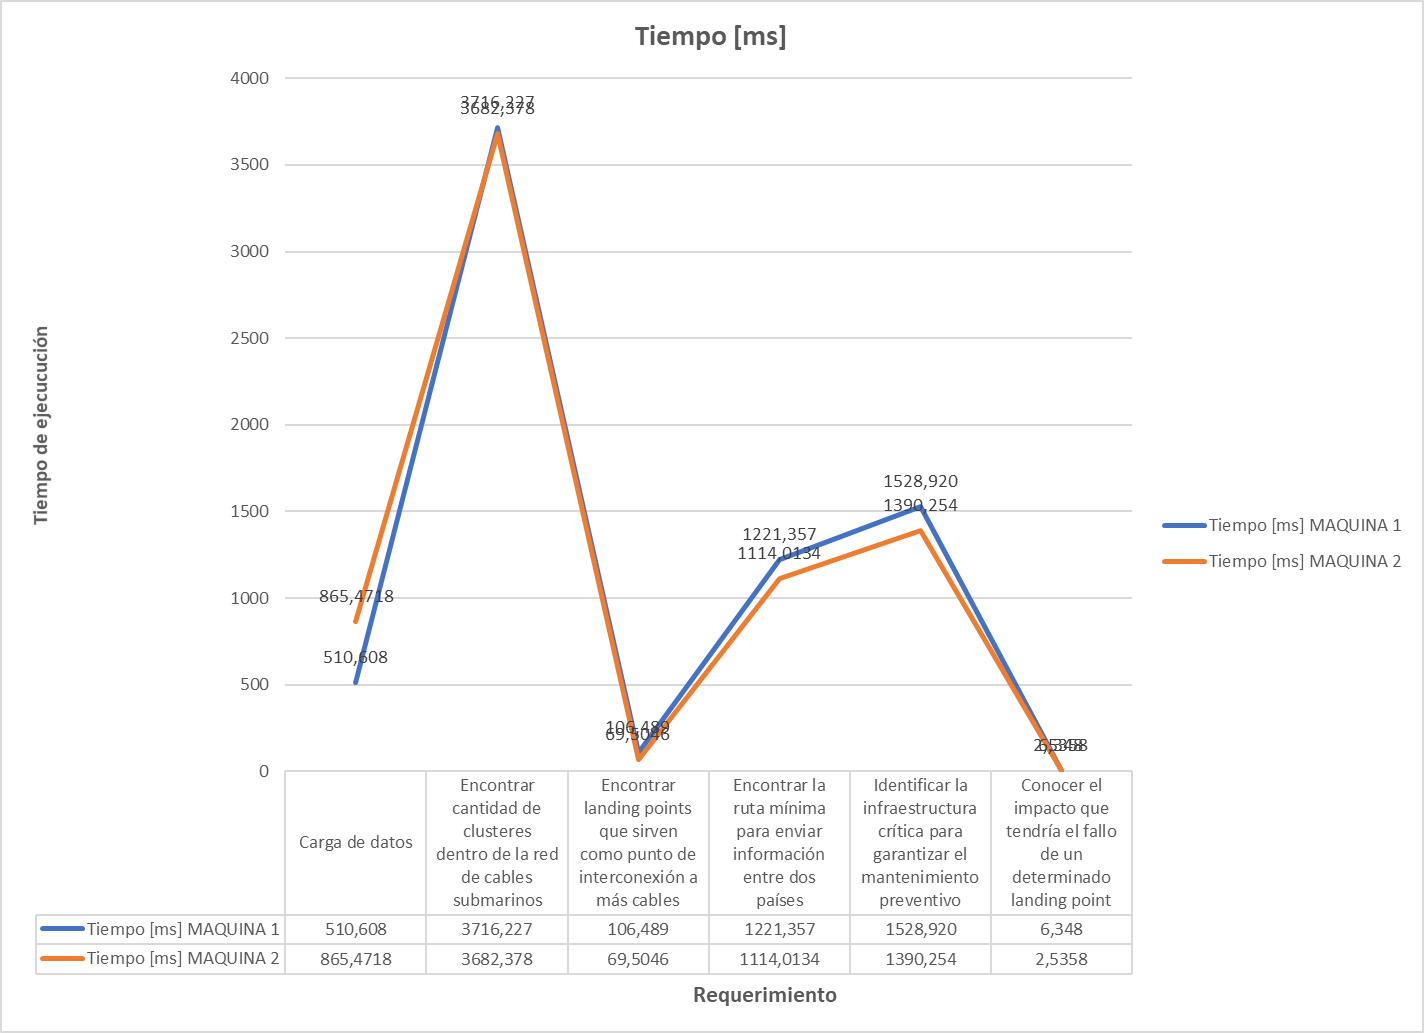 Tiempo [ms]
4000
3500
3000
2500
2000
1500
1000
500
0
Tiempo de ejecucución
3716,227
3682,378
865,4718
510,608
106,489
69,5046
1221,357
1114,0134
1528,920
1390,254
6,348
2,5358
Tiempo [ms] MAQUINA 1
Tiempo [ms] MAQUINA 2
Carga de datos
Encontrar
cantidad de
clusteres
dentro de la red
de cables
submarinos
Encontrar
landing points
que sirven
como punto de
interconexión a
más cables
Encontrar la
ruta mínima
para enviar
información
entre dos
países
Identificar la
infraestructura
crítica para
garantizar el
mantenimiento
preventivo
Conocer el
impacto que
tendría el fallo
de un
determinado
landing point
Tiempo [ms] MAQUINA 1 510,608 3716,227 106,489 1221,357 1528,920 6,348
Tiempo [ms] MAQUINA 2 865,4718 3682,378 69,5046 1114,0134 1390,254 2,5358
Requerimiento